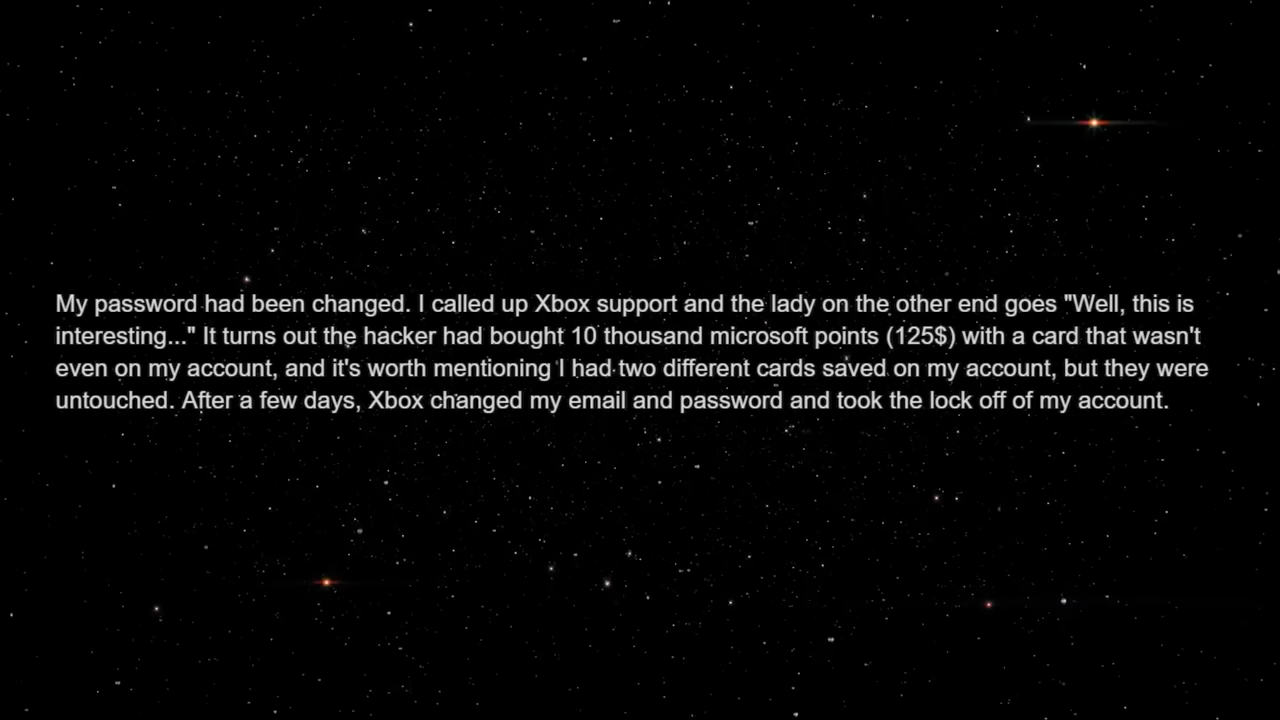 My password had been changed. I called up Xbox support and the lady on the other end goes "Well, this is
interesting..." It turns out the hacker had bought 10 thousand microsoft points (125$) with a card that wasn't
even on my account, and it's worth mentioning I had two different cards saved on my account, but they were
untouched. After a few days, Xbox changed my email and password and took the lock off of my account.